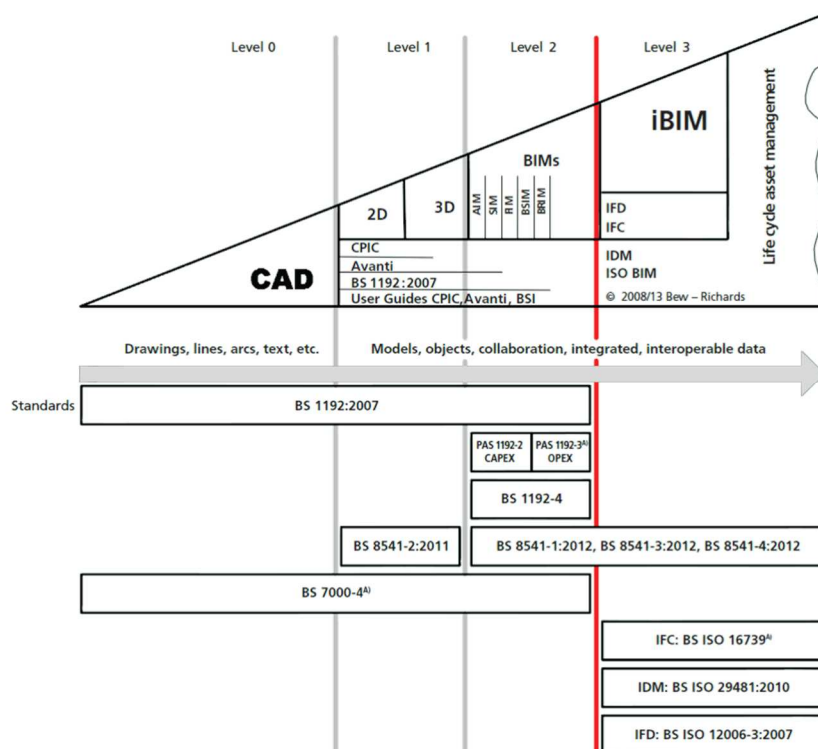 Level 0
Level 1
Level 2
Level 3
iBIM
BIMs
2D
3D
AIM
SIM
FIM
BSIM
BRIM
IFD
IFC
Life cycle asset management
CAD
CPIC
Avanti
BS 1192:2007
User Guides CPIC, Avanti, BSI
IDM
ISO BIM
© 2008/13 Bew – Richards
Drawings, lines, arcs, text, etc.
Models, objects, collaboration, integrated, interoperable data
Standards
BS 1192:2007
PAS 1192-2
CAPEX
PAS 1192-3A)
OPEX
BS 1192-4
BS 8541-2:2011
BS 8541-1:2012, BS 8541-3:2012, BS 8541-4:2012
BS 7000-4A)
IFC: BS ISO 16739A)
IDM: BS ISO 29481:2010
IFD: BS ISO 12006-3:2007